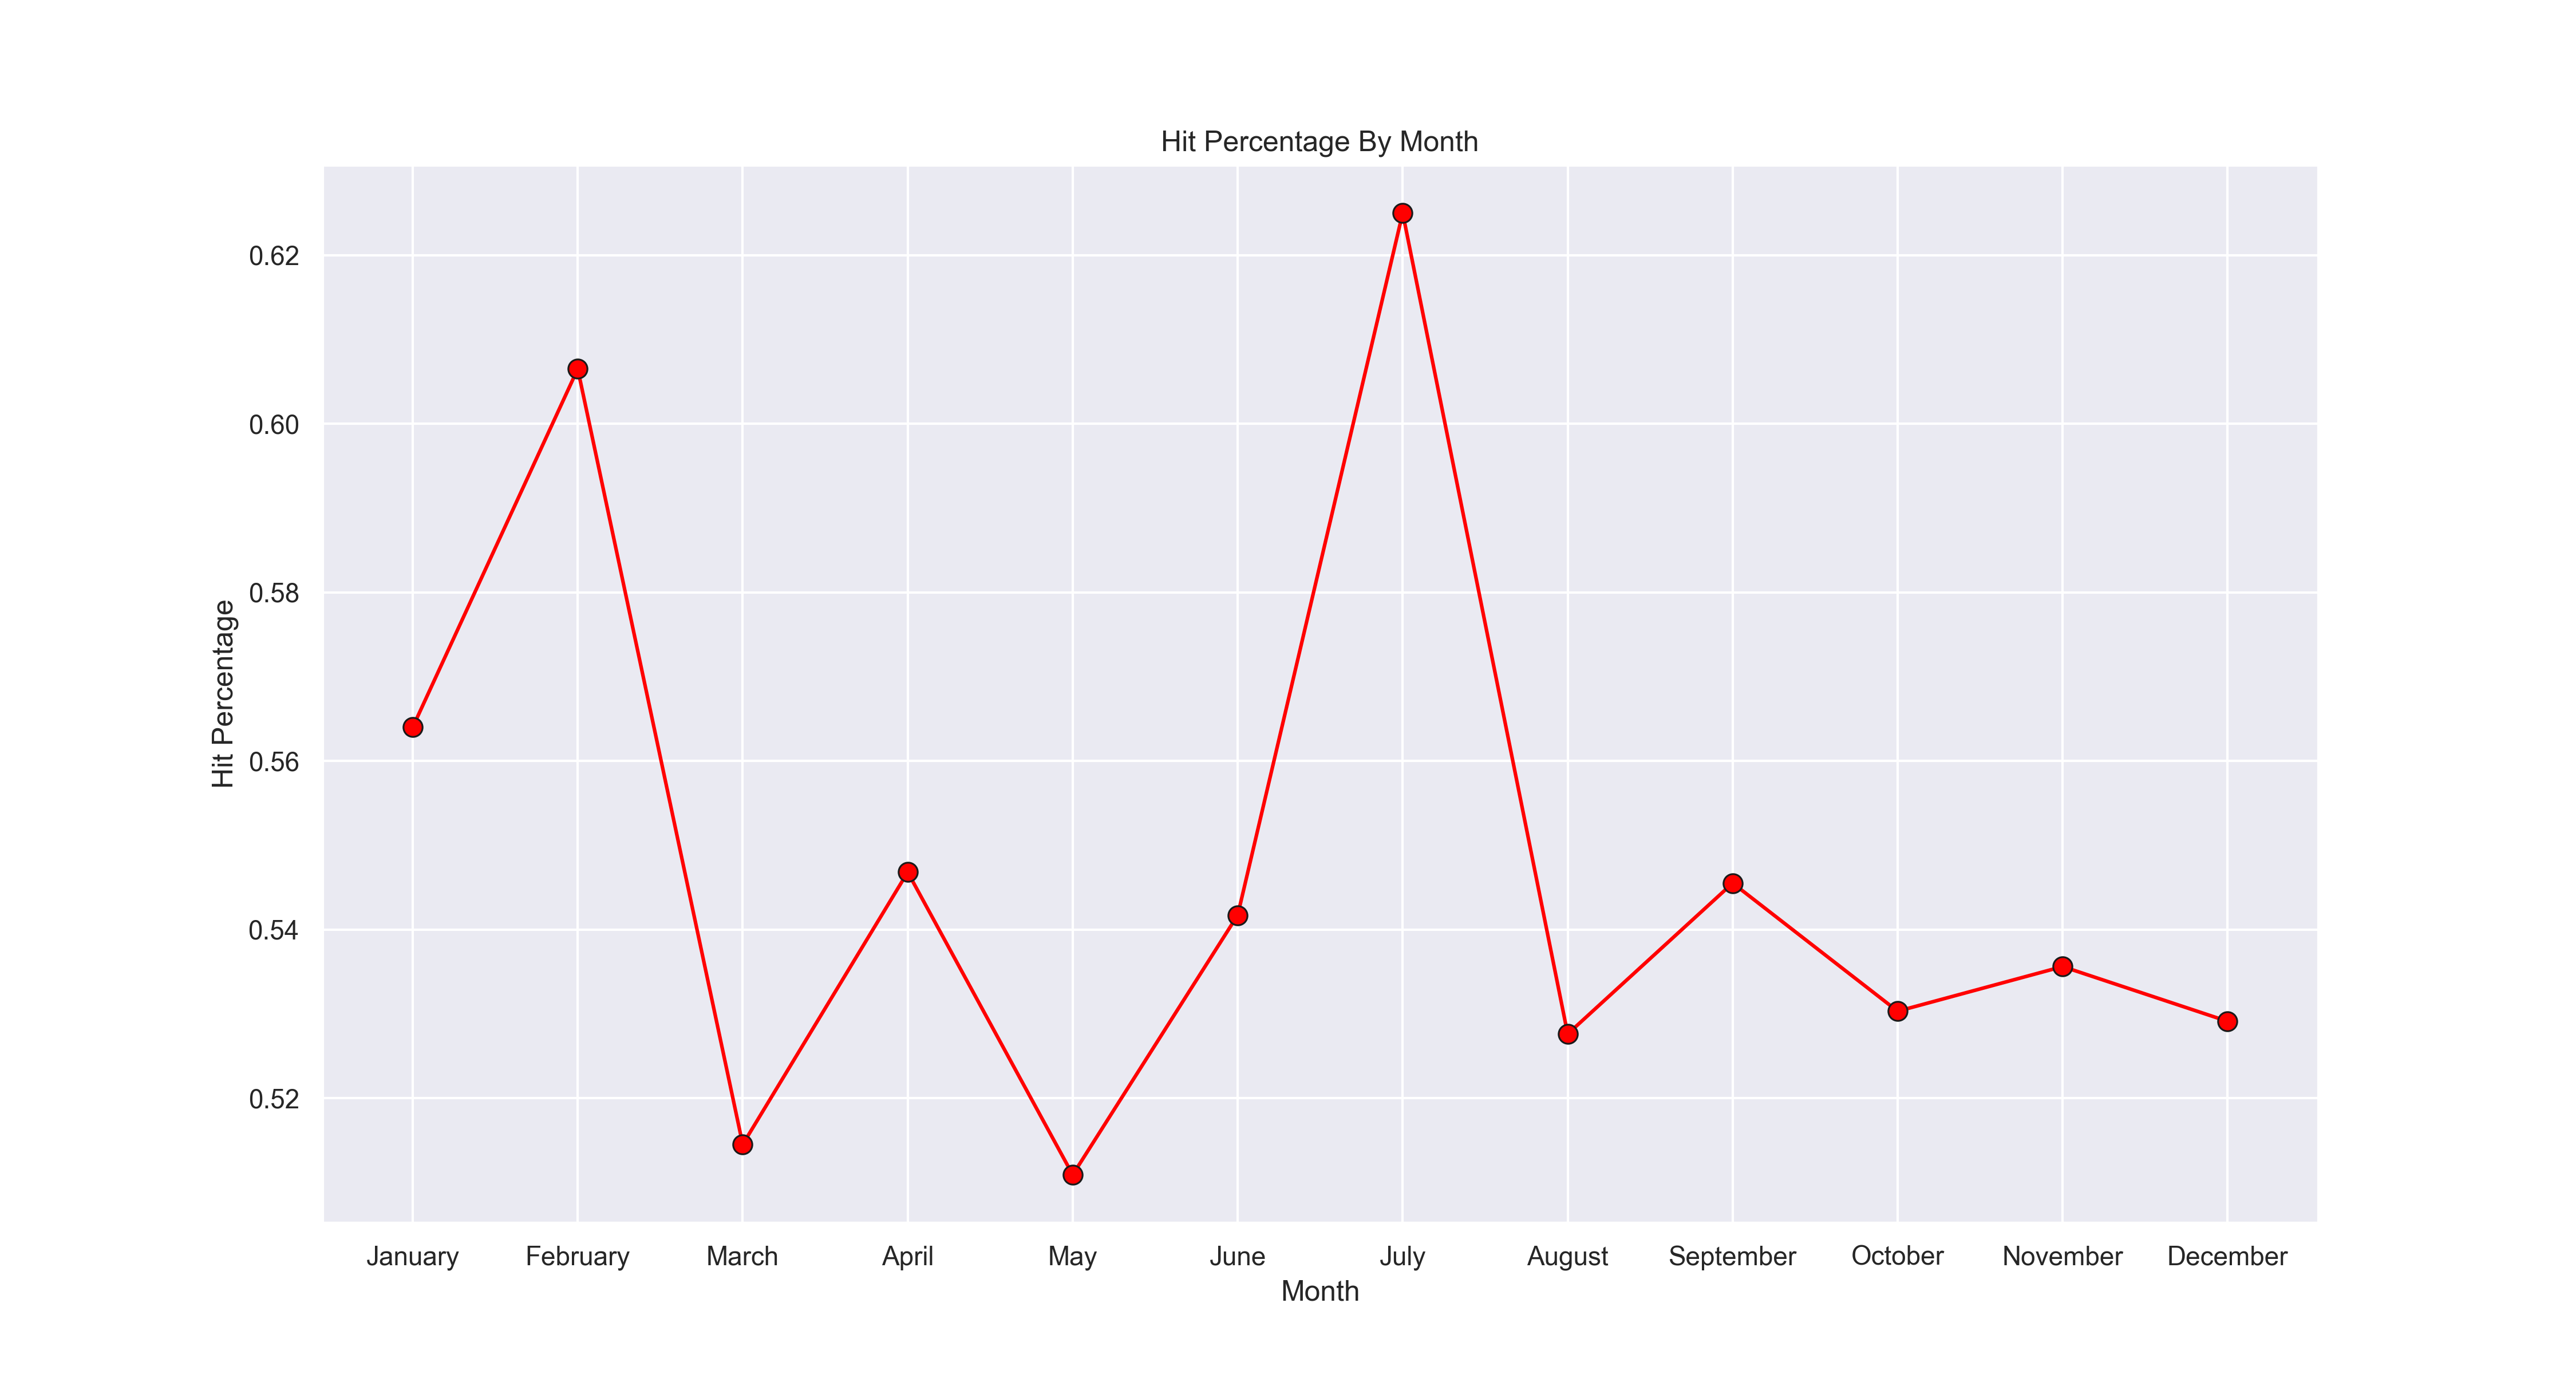 Hit Percentage By Month
Hit Percentage
0.62
0.60
0.58
0.56
0.54
0.52
January February March April May June July August September October November December
Month